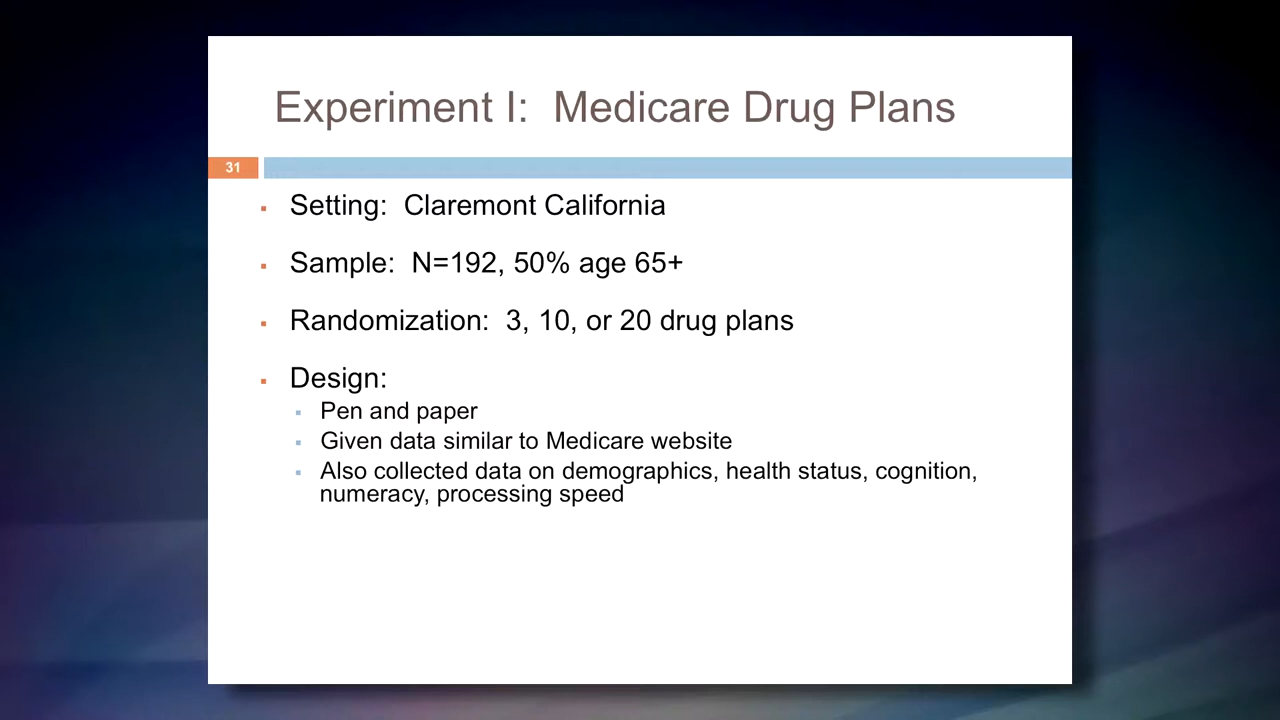 Experiment I:  Medicare Drug Plans
31
Setting:  Claremont California
Sample:  N=192, 50% age 65+
Randomization:  3, 10, or 20 drug plans
Design:
Pen and paper
Given data similar to Medicare website
Also collected data on demographics, health status, cognition,
numeracy, processing speed